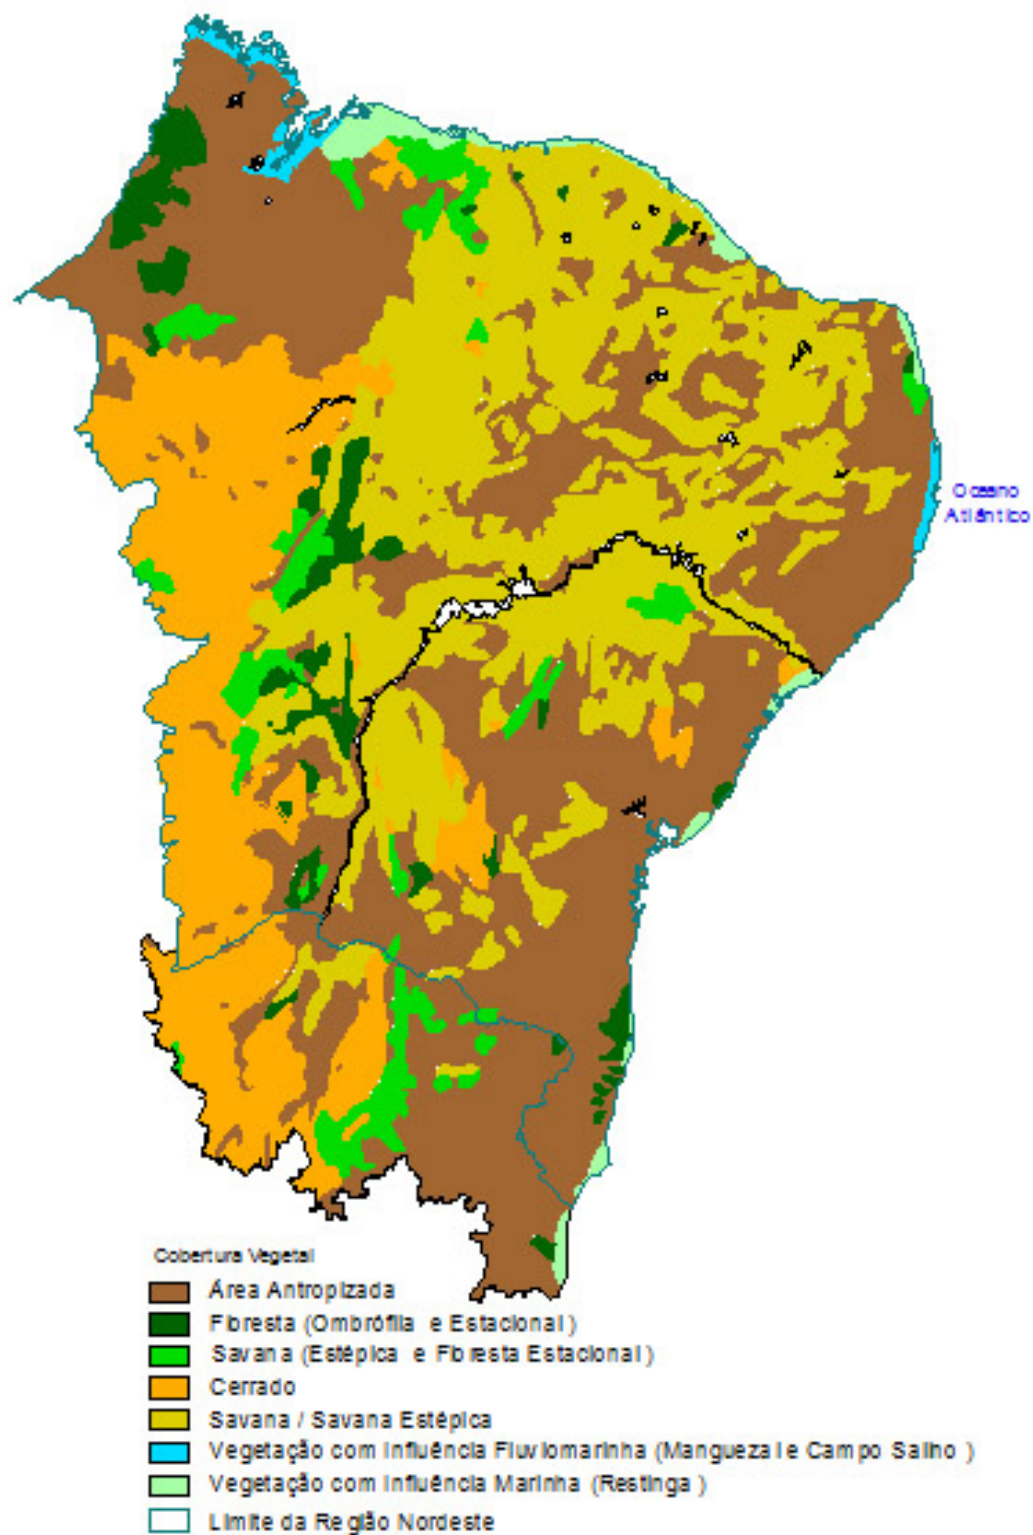 Oceano
Atlântico
Cobertura Vegetal
Área Antropizada
Floresta (Ombrófila e Estacional)
Savana (Estépica e Floresta Estacional)
Cerrado
Savana / Savana Estépica
Vegetação com Influência Fluviomarinha (Manguezal e Campo Salino)
Vegetação com Influência Marinha (Restinga)
Limite da Região Nordeste